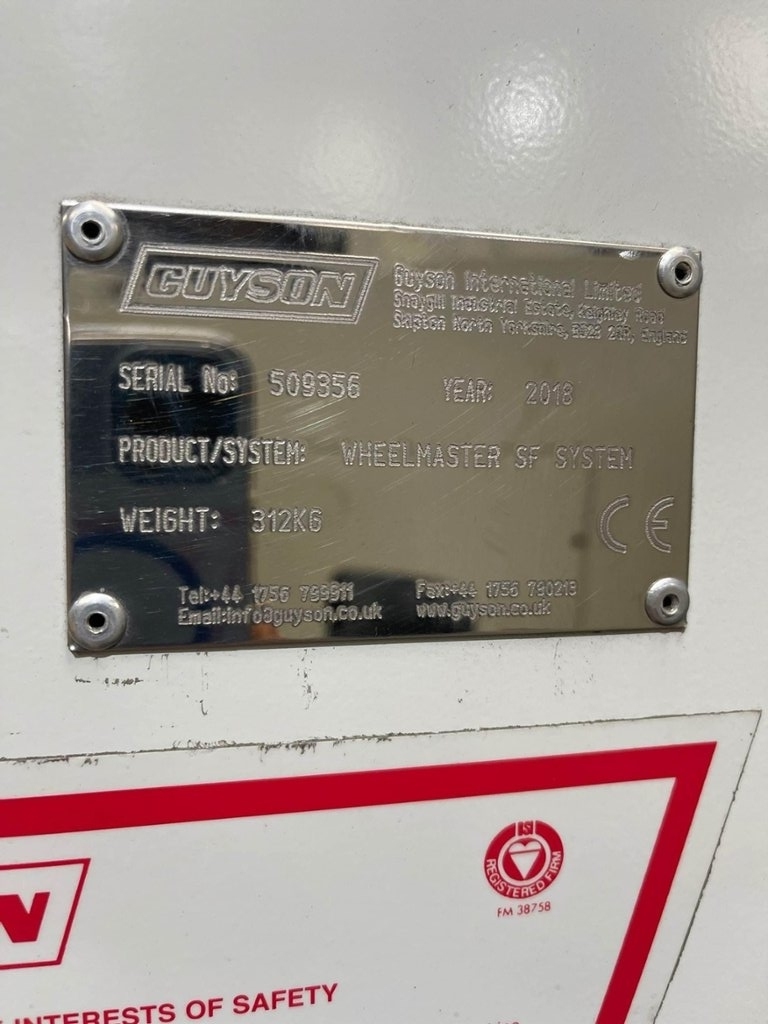 GUYSON
Guyson International Limited
Snaygill Industrial Estate, Keighley Road
Skipton North Yorkshire, BD23 2QR, England
SERIAL No: 509356
YEAR: 2018
PRODUCT/SYSTEM: WHEELMASTER SF SYSTEM
WEIGHT: 312KG
CE
Tel:+44 1756 799911
Fax:+44 1756 790213
Email:info@guyson.co.uk
www.guyson.co.uk
BSI
REGISTERED FIRM
FM 38758
N
INTERESTS OF SAFETY